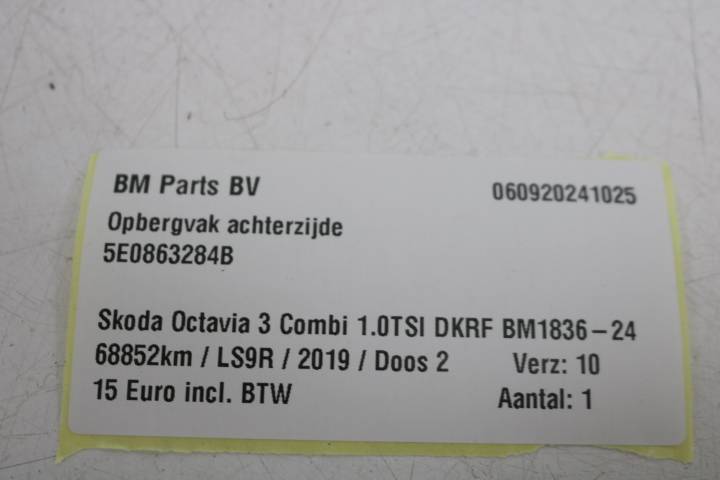 BM Parts BV 060920241025
Opbergvak achterzijde
5E0863284B
Skoda Octavia 3 Combi 1.0TSI DKRF BM1836-24
68852km / LS9R / 2019 / Doos 2 Verz: 10
15 Euro incl. BTW Aantal: 1